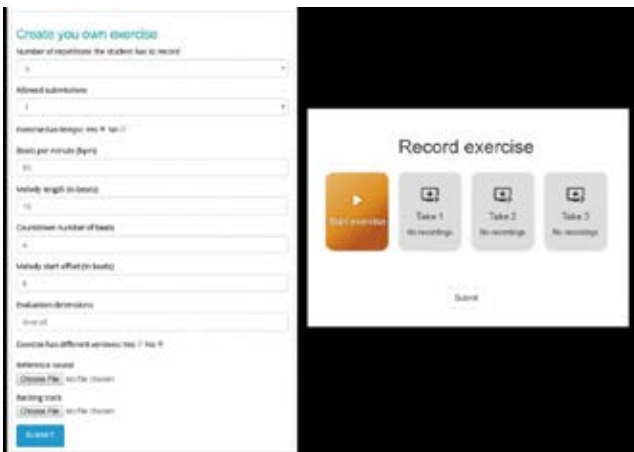 Create you own exercise
Number of repetitions the student has to record
Allowed submissions
Exercise has tempo: Yes No
Beats per minute (bpm)
Melody length (in beats)
Countdown number of beats
Melody start offset (in beats)
Evaluation dimensions
Overall
Exercise has different versions: Yes No
Reference sound
Choose File No file chosen
Backing track
Choose File No file chosen
SUBMIT
Record exercise
Start exercise
Take 1
No recordings
Take 2
No recordings
Take 3
No recordings
Submit